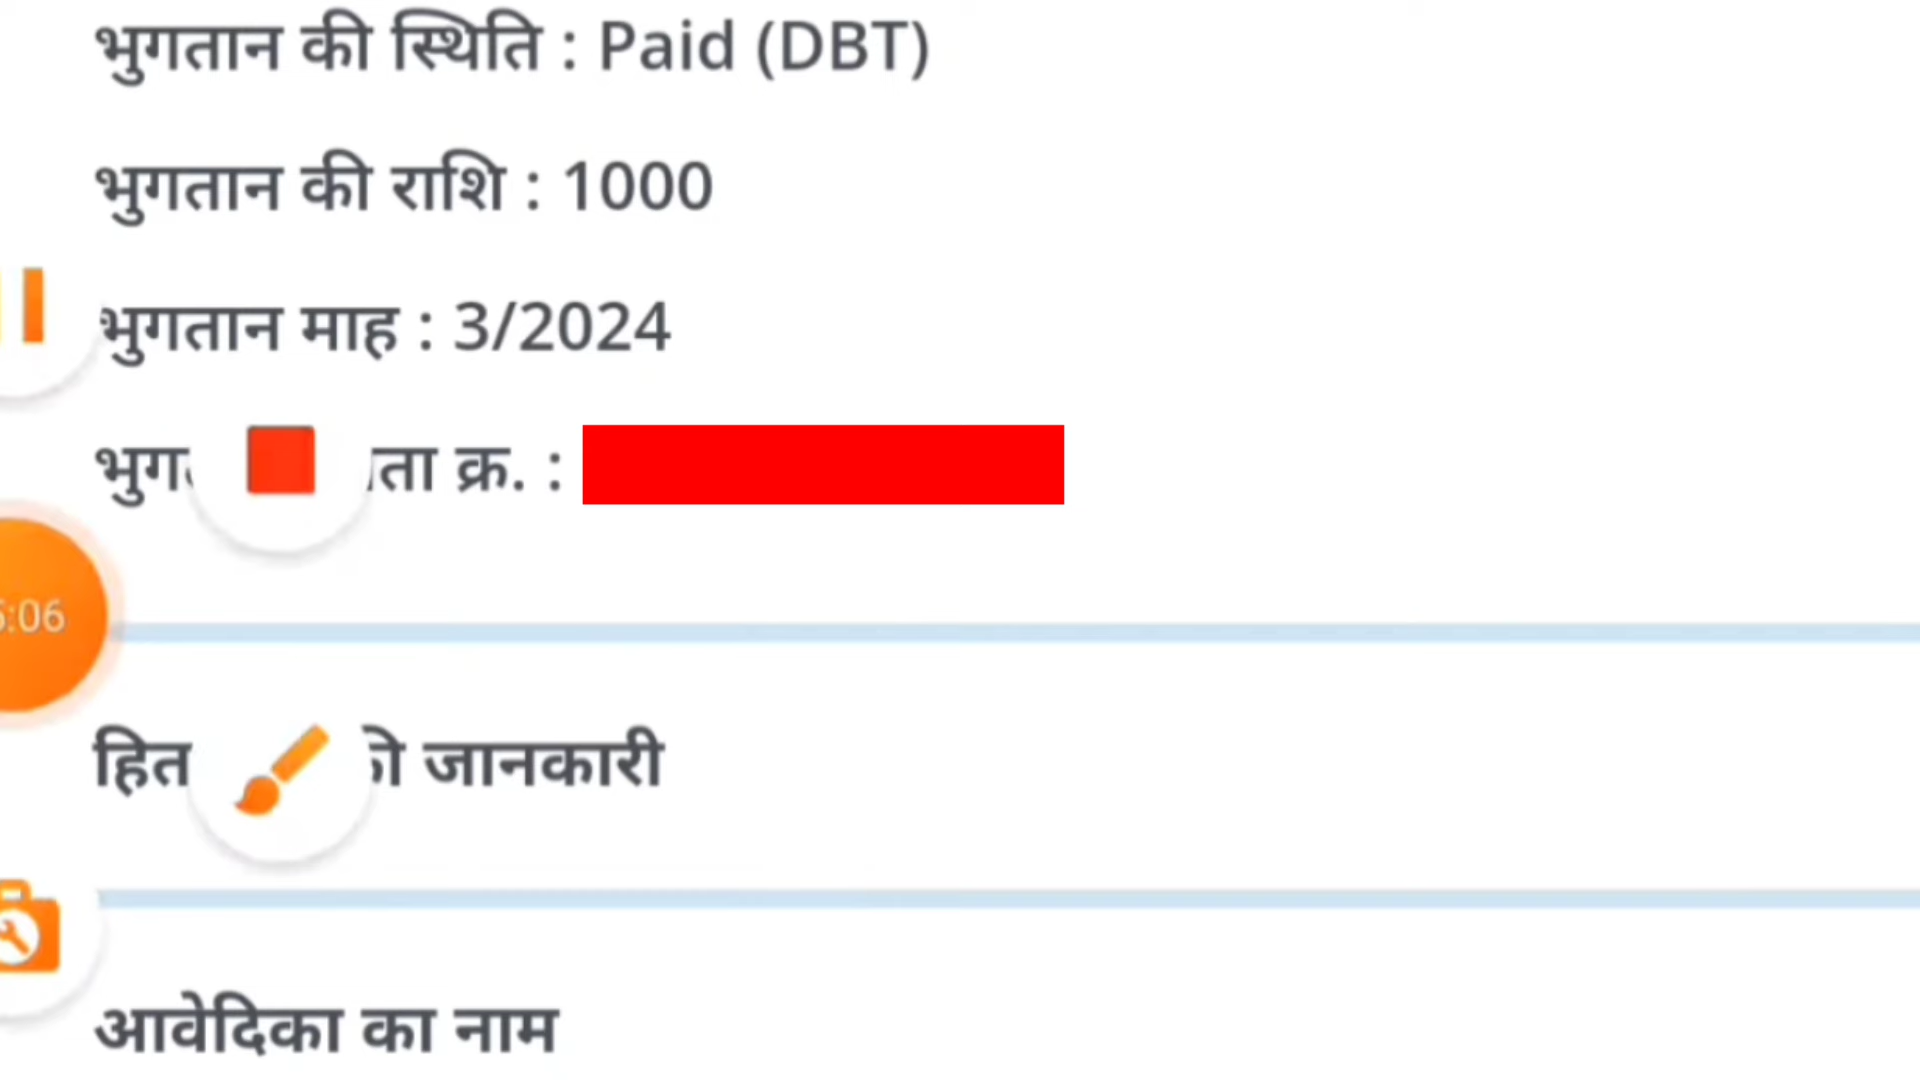 भुगतान की स्थिति : Paid (DBT)
भुगतान की राशि : 1000
भुगतान माह : 3/2024
क्र. :
:06
जानकारी
आवेदिका का नाम